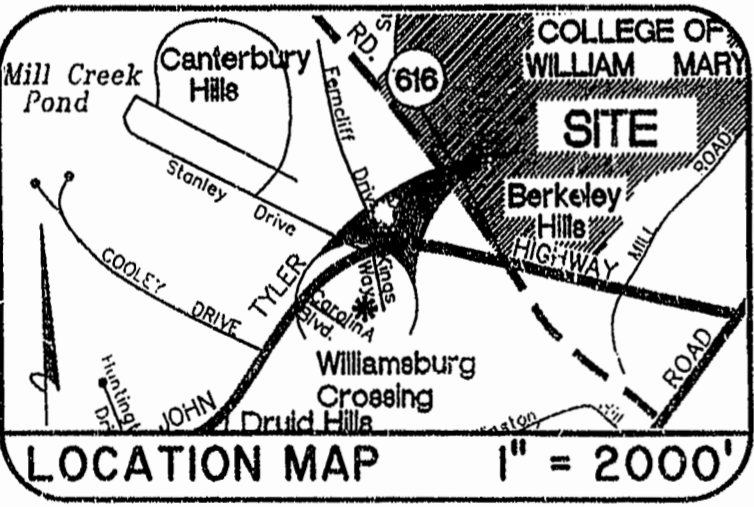 COLLEGE OF
WILLIAM MARY
SITE
RD.
616
Canterbury
Hills
Mill Creek
Pond
Ferncliff Drive
Stanley Drive
Berkeley
Hills
MILL ROAD
COOLEY DRIVE
JOHN TYLER HIGHWAY
Kings
Way
CarolinA
Blvd.
Williamsburg
Crossing
ROAD
Druid Hills
LOCATION MAP 1" = 2000'